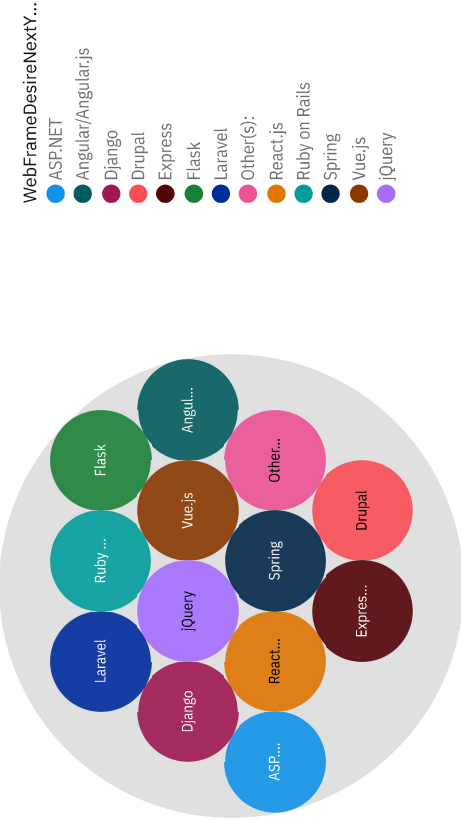 WebFrameDesireNextY...
ASP.NET
Angular/Angular.js
Django
Drupal
Express
Flask
Laravel
Other(s):
React.js
Ruby on Rails
Spring
Vue.js
jQuery
Flask
Angul...
Ruby ...
Vue.js
Other...
Laravel
jQuery
Spring
Drupal
Django
React...
Expres...
ASP....